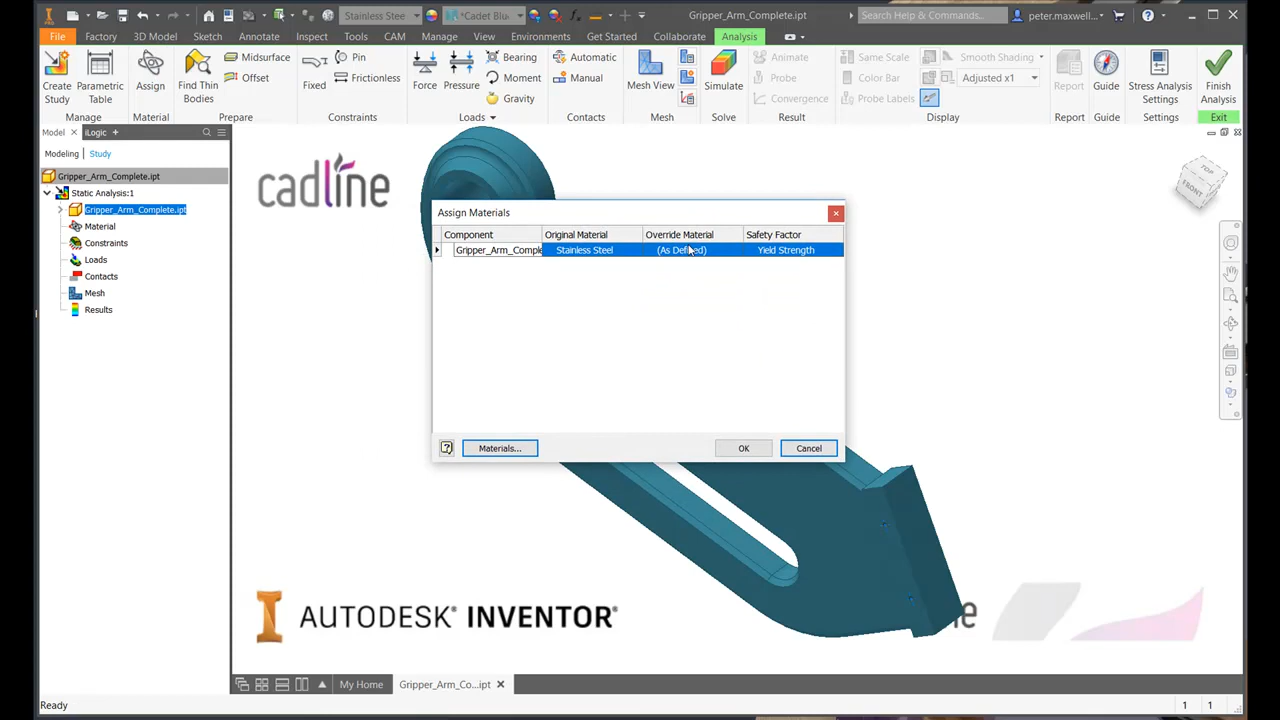 Stainless Stee
*Cadet Blu
Gripper_Arm_Complete.ipt
Search Help & Commands...
peter.maxwell...
File
Factory
3D Model
Sketch
Annotate
Inspect
Tools
CAM
Manage
View
Environments
Get Started
Collaborate
Analysis
Create Study
Parametric Table
Manage
Assign
Material
Find Thin Bodies
Midsurface
Offset
Prepare
Fixed
Pin
Frictionless
Constraints
Force
Pressure
Bearing
Moment
Gravity
Loads
Automatic
Manual
Contacts
Mesh View
Mesh
Simulate
Solve
Animate
Probe
Convergence
Result
Same Scale
Color Bar
Probe Labels
Smooth Shading
Adjusted x1
Display
Report
Report
Guide
Guide
Stress Analysis Settings
Settings
Finish Analysis
Exit
Model
iLogic
Modeling
Study
Gripper_Arm_Complete.ipt
Static Analysis:1
Gripper_Arm_Complete.ipt
Material
Constraints
Loads
Contacts
Mesh
Results
cadline
Assign Materials
Component
Original Material
Override Material
Safety Factor
Gripper_Arm_Comple
Stainless Steel
Yield Strength
Materials...
OK
Cancel
TOP
FRONT
AUTODESK® INVENTOR®
My Home
Gripper_Arm_Co...ipt
Ready
1
1